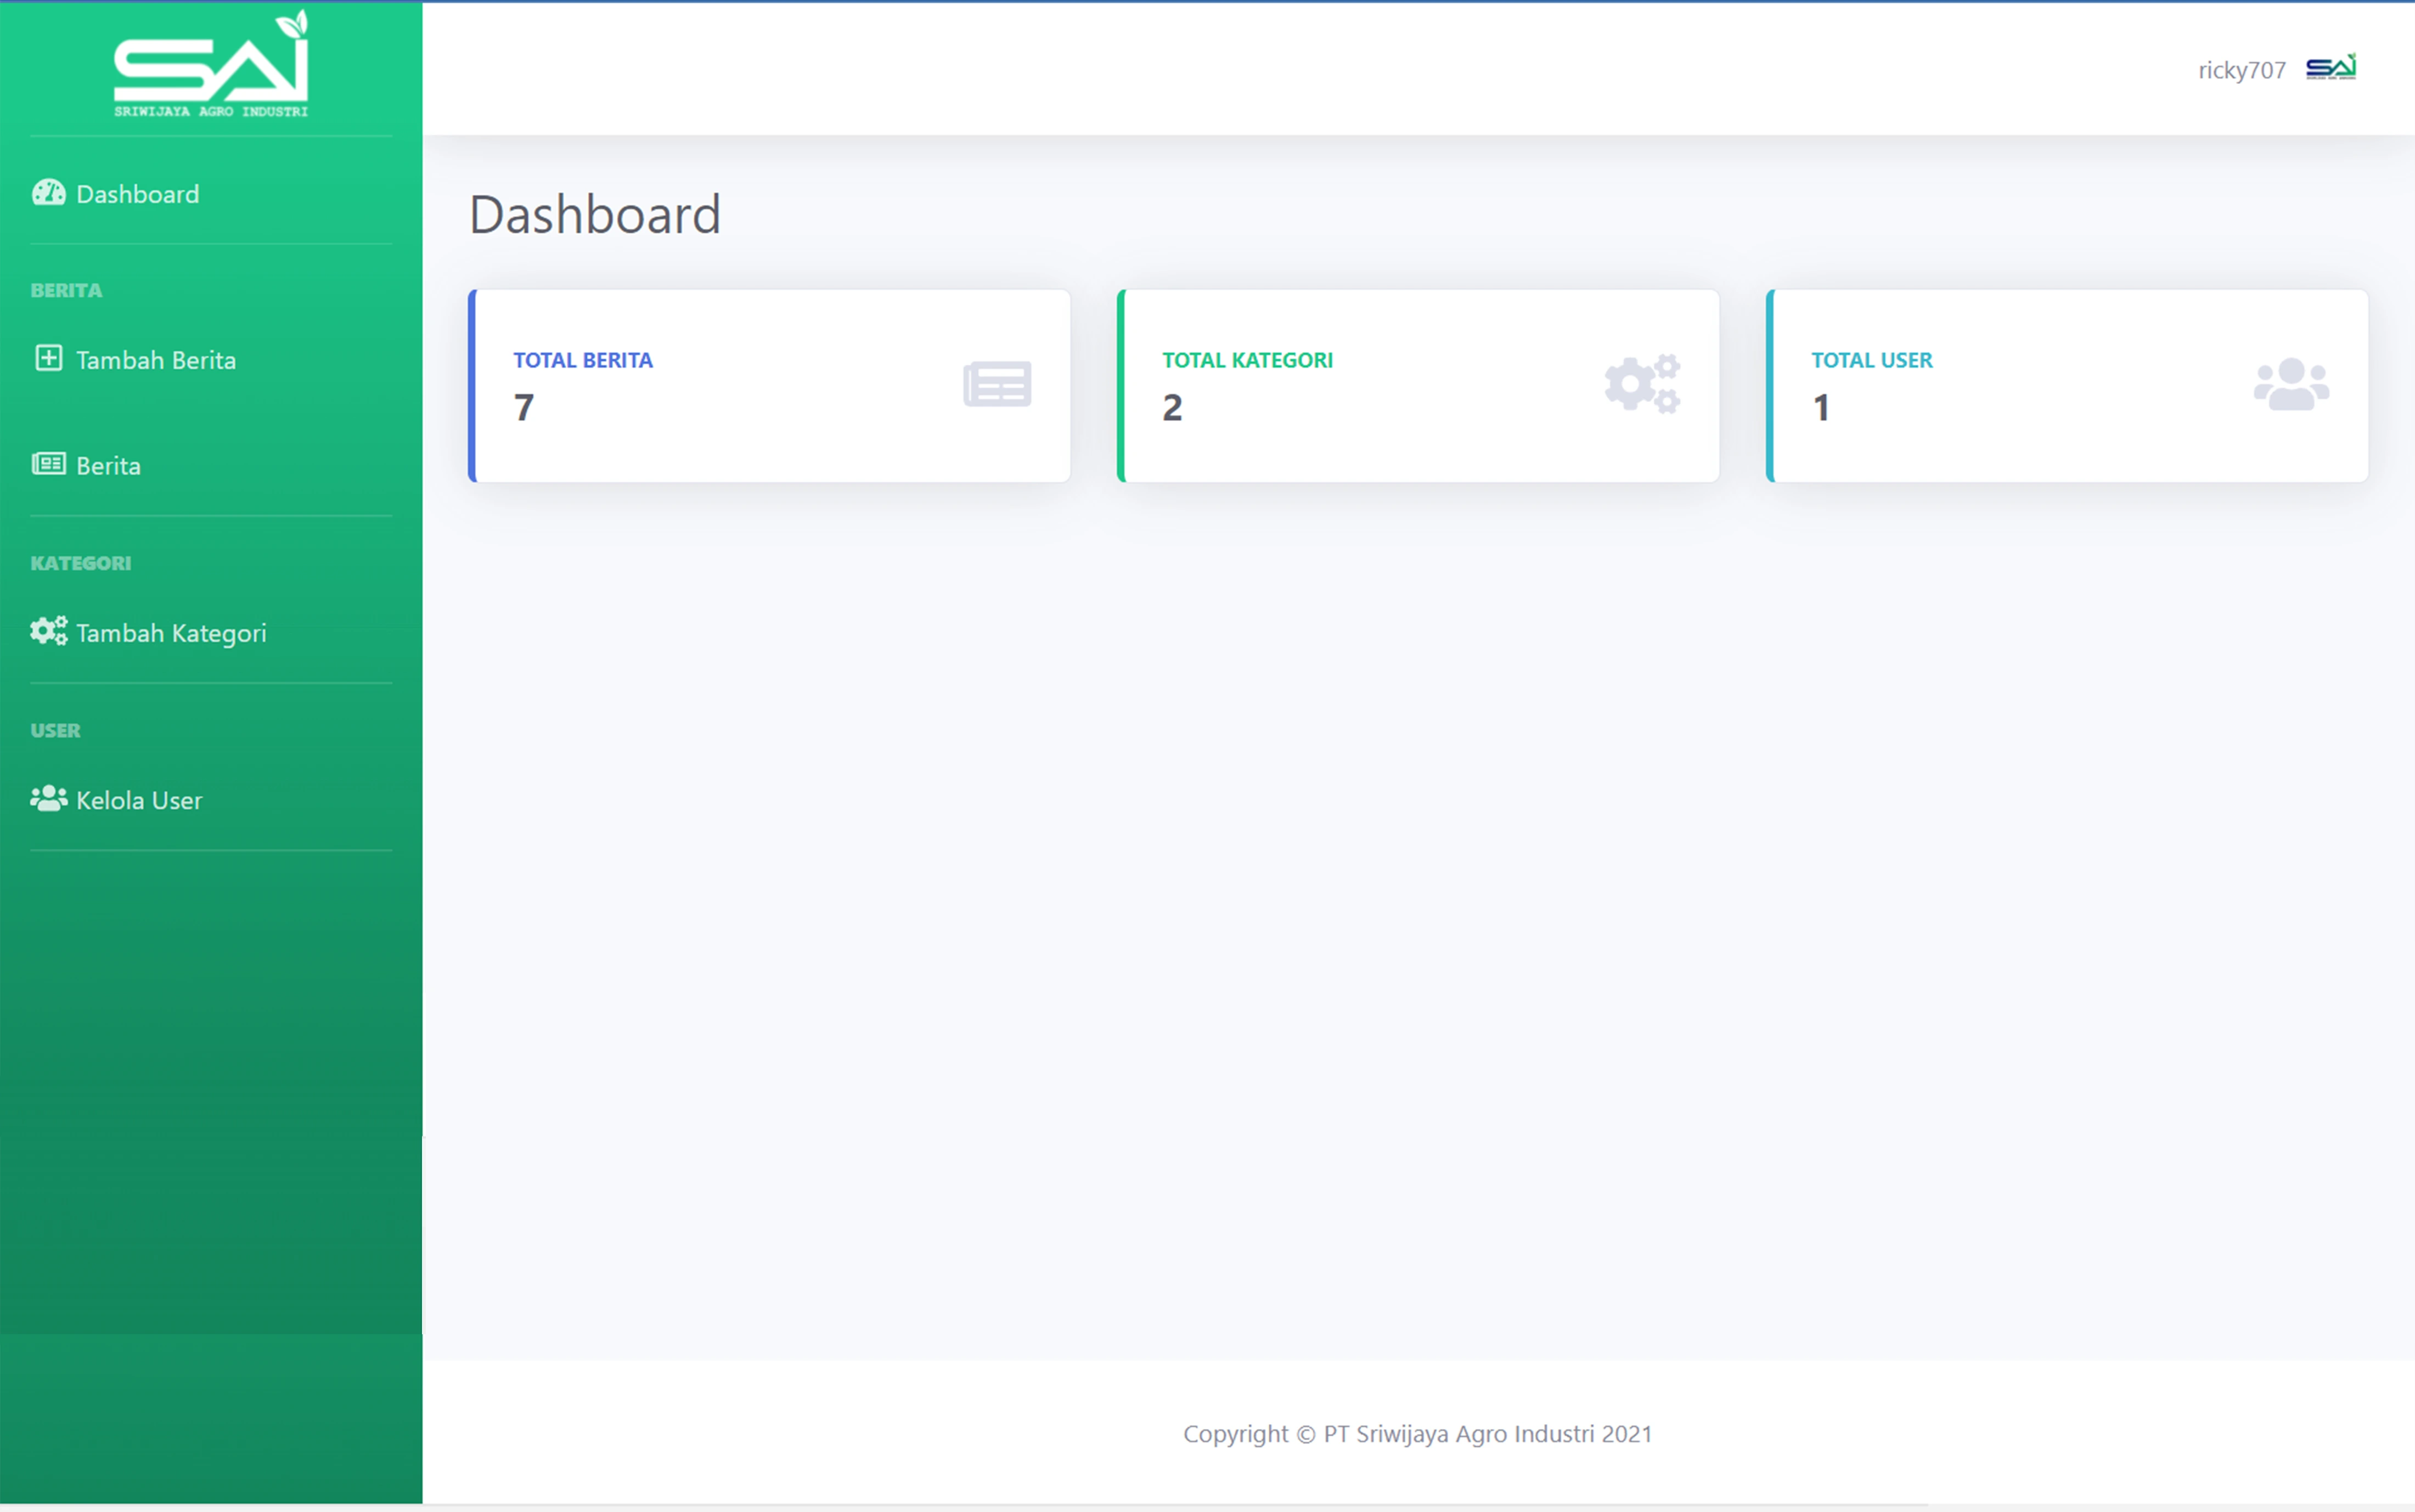 SAI
SRIWIJAYA AGRO INDUSTRI
ricky707
Dashboard
BERITA
Tambah Berita
Berita
KATEGORI
Tambah Kategori
USER
Kelola User
Dashboard
TOTAL BERITA
7
TOTAL KATEGORI
2
TOTAL USER
1
Copyright © PT Sriwijaya Agro Industri 2021